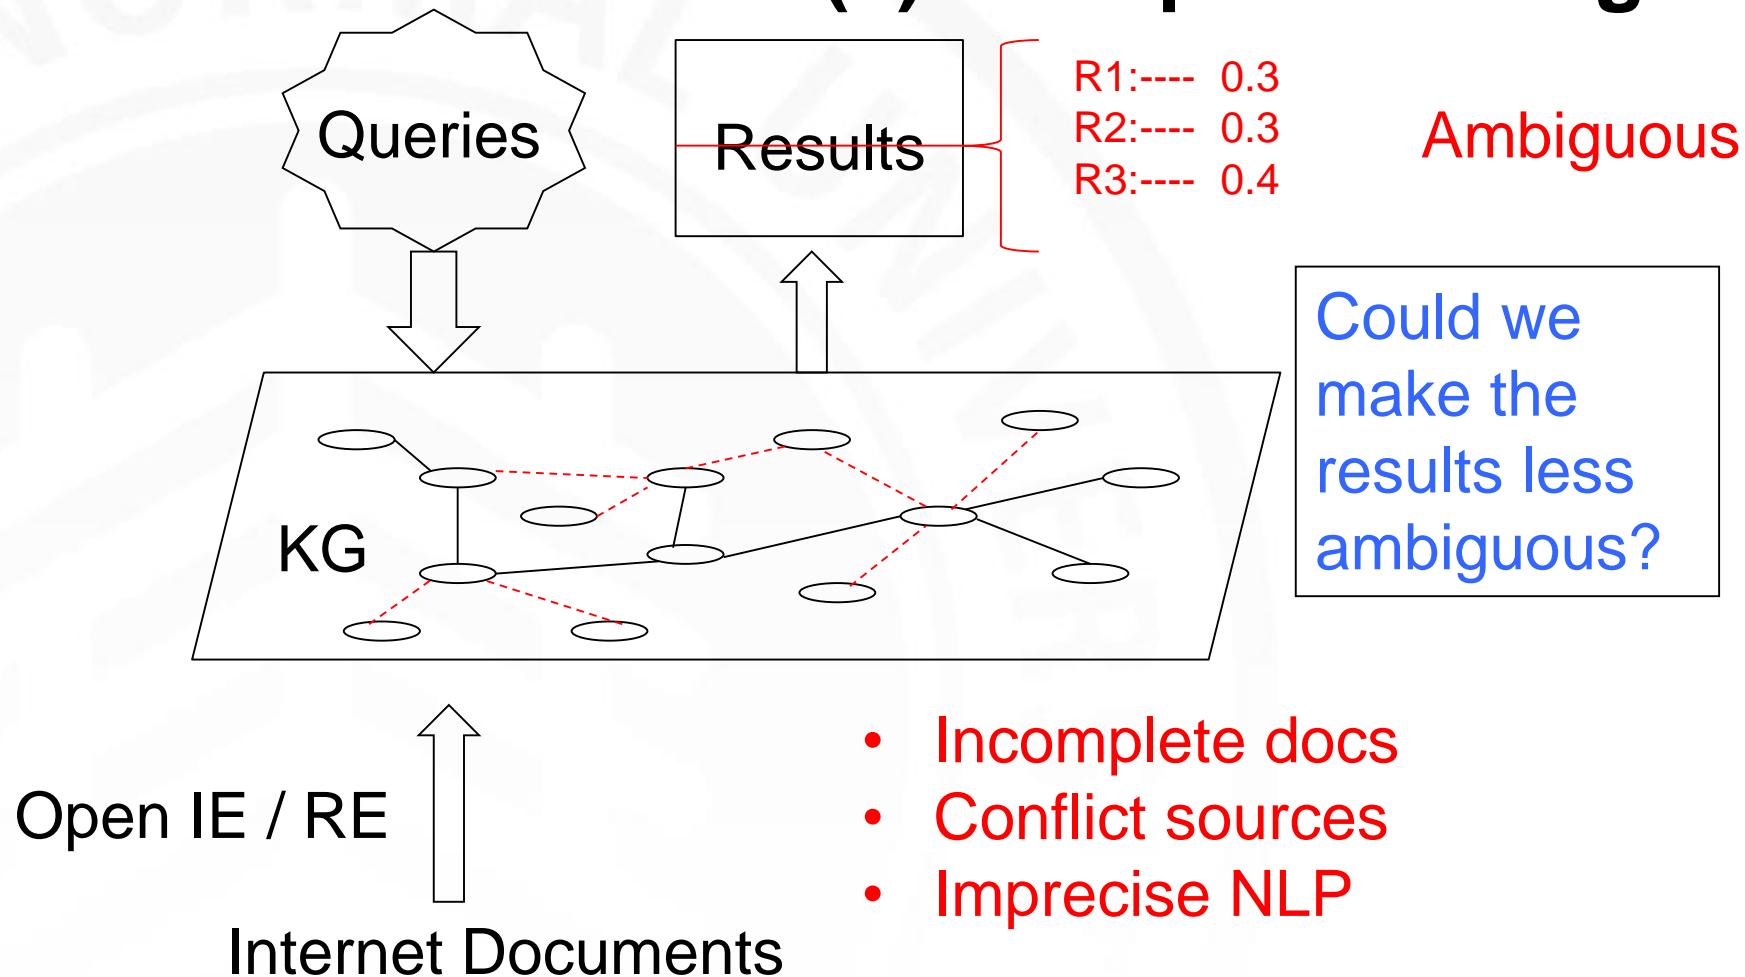 Queries
Results
R1:---- 0.3
R2:---- 0.3
R3:---- 0.4
Ambiguous
Could we
make the
results less
ambiguous?
KG
Open IE / RE
• Incomplete docs
• Conflict sources
• Imprecise NLP
Internet Documents